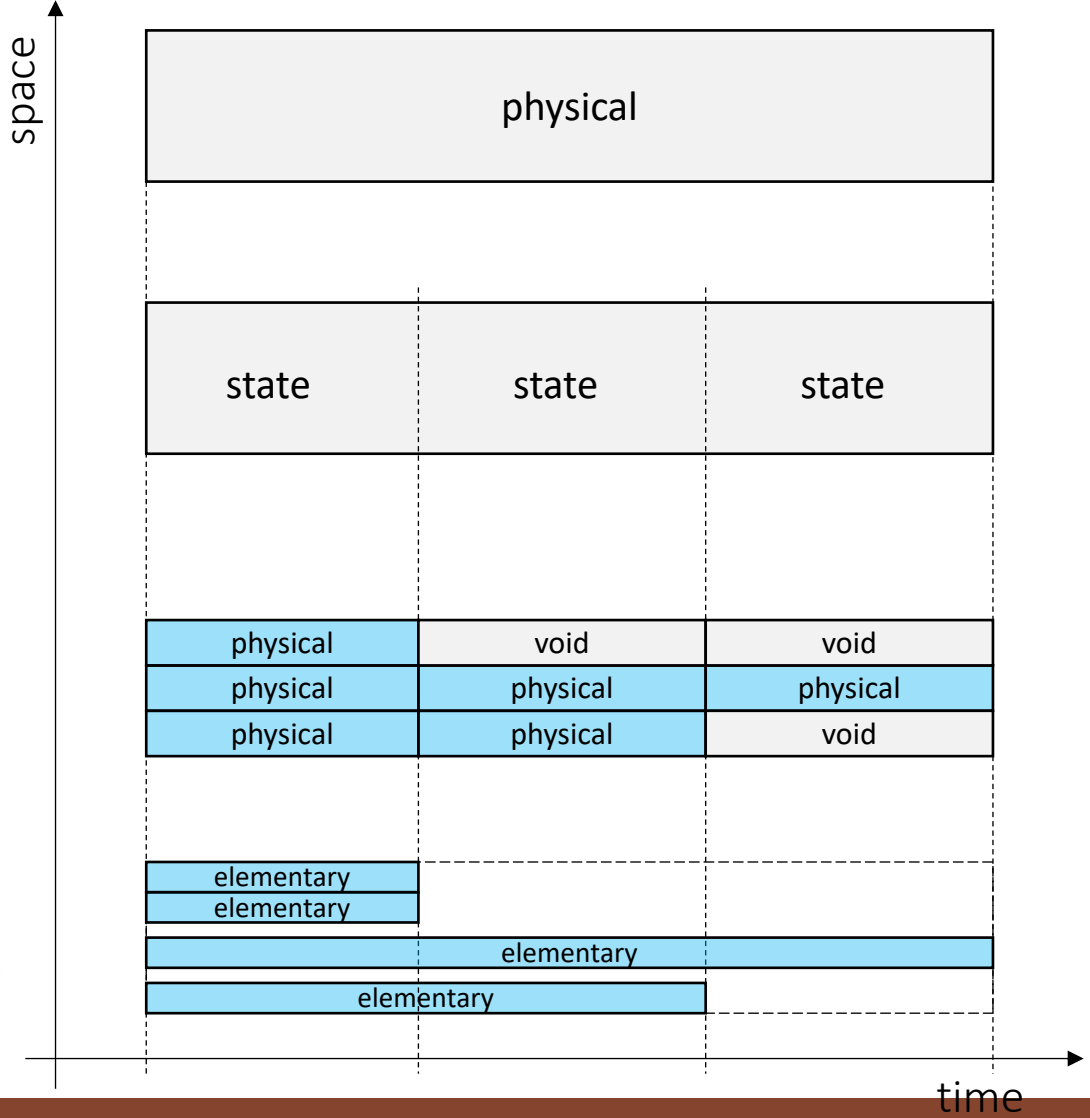 space
physical
state state state
physical void void
physical physical physical
physical physical void
elementary
elementary
elementary
elementary
time